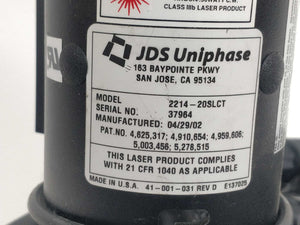 CLASS IIIb LASER PRODUCT
JDS Uniphase
163 BAYPOINTE PKWY
SAN JOSE, CA 95134
MODEL 2214-20SLCT
SERIAL NO. 37964
MANUFACTURED: 04/29/02
PAT.NO. 4,625,317; 4,910,654; 4,959,606;
5,003,456; 5,278,515
THIS LASER PRODUCT COMPLIES
WITH 21 CFR 1040 AS APPLICABLE
MADE IN U.S.A. 41-001-031 REV D E137025